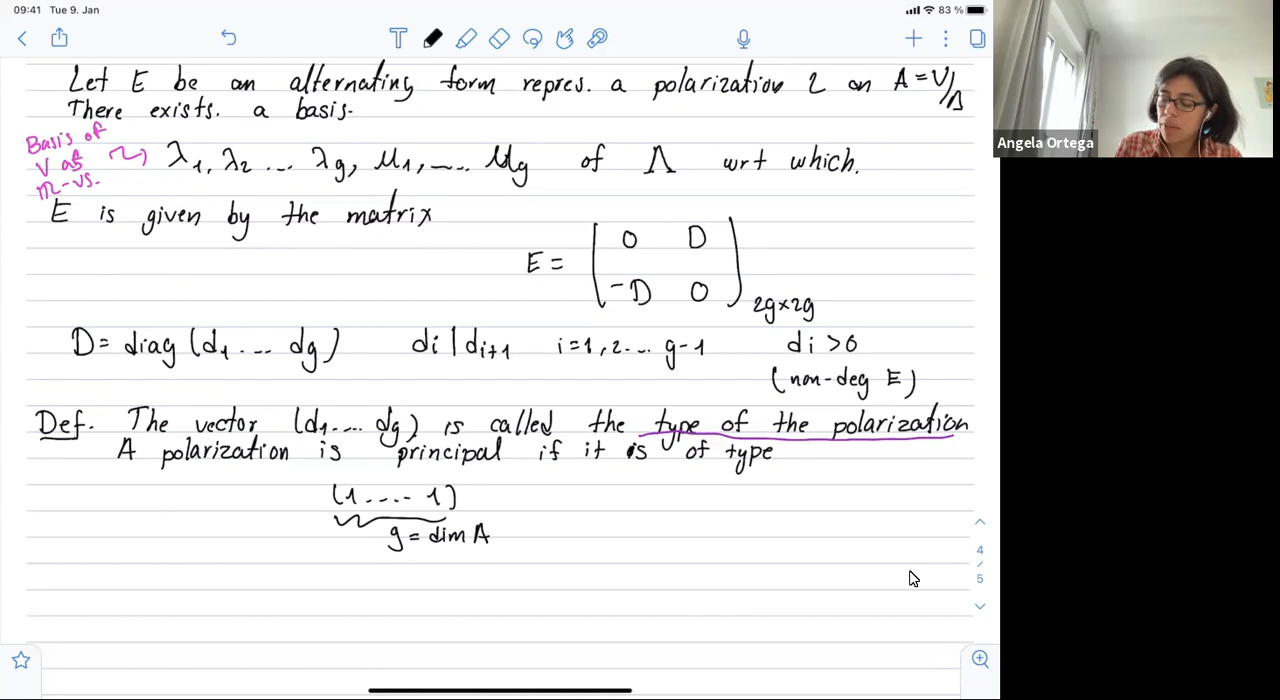 09:41 Tue 9. Jan
83 %
Let E be an alternating form repres. a polarization L on A = V/Λ
There exists. a basis.
Basis of
V as
IR-vs.
λ1, λ2 ... λg, μ1, .... μg of Λ wrt which.
E is given by the matrix
E = ( 0 D
-D 0 ) 2g×2g
D = diag (d1 .... dg) di | di+1 i=1,2.... g-1 di > 0
(non-deg E)
Def. The vector (d1.... dg) is called the type of the polarization
A polarization is principal if it is of type
(1 .... 1)
g = dim A
4
/
5
Angela Ortega